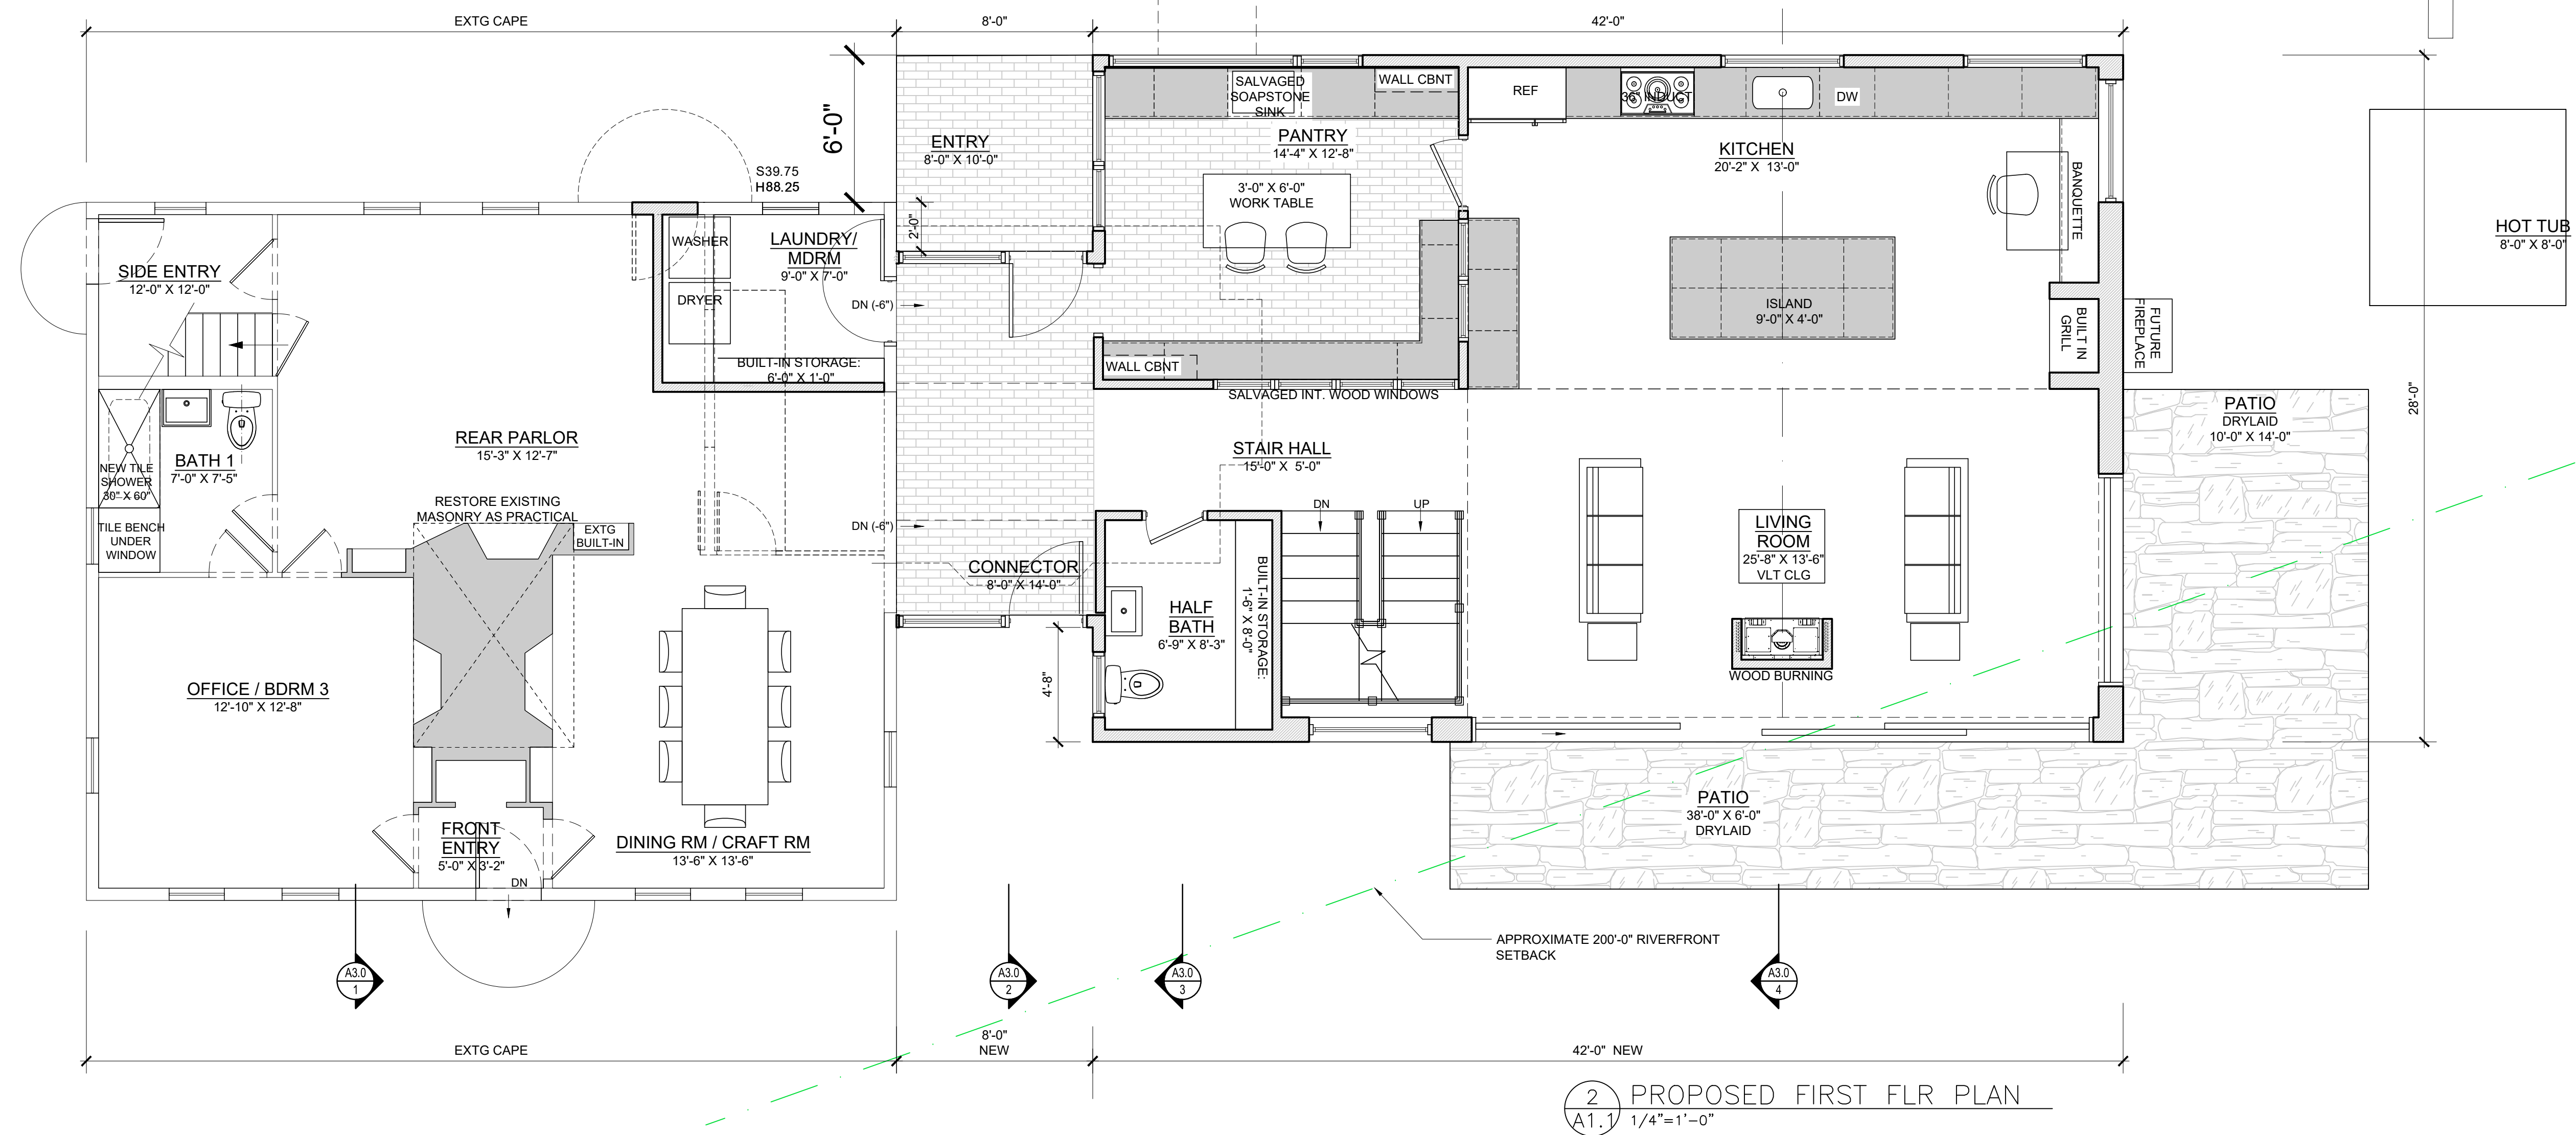 EXTG CAPE
8'-0"
42'-0"
6'-0"
S39.75
H88.25
ENTRY
8'-0" X 10'-0"
2'-0"
SALVAGED
SOAPSTONE
SINK
WALL CBNT
PANTRY
14'-4" X 12'-8"
3'-0" X 6'-0"
WORK TABLE
REF
36" INDUCT
DW
KITCHEN
20'-2" X 13'-0"
BANQUETTE
HOT TUB
8'-0" X 8'-0"
SIDE ENTRY
12'-0" X 12'-0"
WASHER
DRYER
LAUNDRY/
MDRM
9'-0" X 7'-0"
DN (-6")
BUILT-IN STORAGE:
6'-0" X 1'-0"
WALL CBNT
SALVAGED INT. WOOD WINDOWS
ISLAND
9'-0" X 4'-0"
BUILT IN
GRILL
FUTURE
FIREPLACE
28'-0"
PATIO
DRYLAID
10'-0" X 14'-0"
REAR PARLOR
15'-3" X 12'-7"
BATH 1
7'-0" X 7'-5"
NEW TILE
SHOWER
30" X 60"
TILE BENCH
UNDER
WINDOW
RESTORE EXISTING
MASONRY AS PRACTICAL
EXTG
BUILT-IN
STAIR HALL
15'-0" X 5'-0"
DN
UP
DN (-6")
CONNECTOR
8'-0" X 14'-0"
HALF
BATH
6'-9" X 8'-3"
BUILT-IN STORAGE:
1'-6" X 8'-0"
4'-8"
LIVING
ROOM
25'-8" X 13'-6"
VLT CLG
WOOD BURNING
OFFICE / BDRM 3
12'-10" X 12'-8"
FRONT
ENTRY
5'-0" X 3'-2"
DN
DINING RM / CRAFT RM
13'-6" X 13'-6"
PATIO
38'-0" X 6'-0"
DRYLAID
APPROXIMATE 200'-0" RIVERFRONT
SETBACK
A3.0
1
A3.0
2
A3.0
3
A3.0
4
EXTG CAPE
8'-0"
NEW
42'-0" NEW
2
A1.1
PROPOSED FIRST FLR PLAN
1/4"=1'-0"